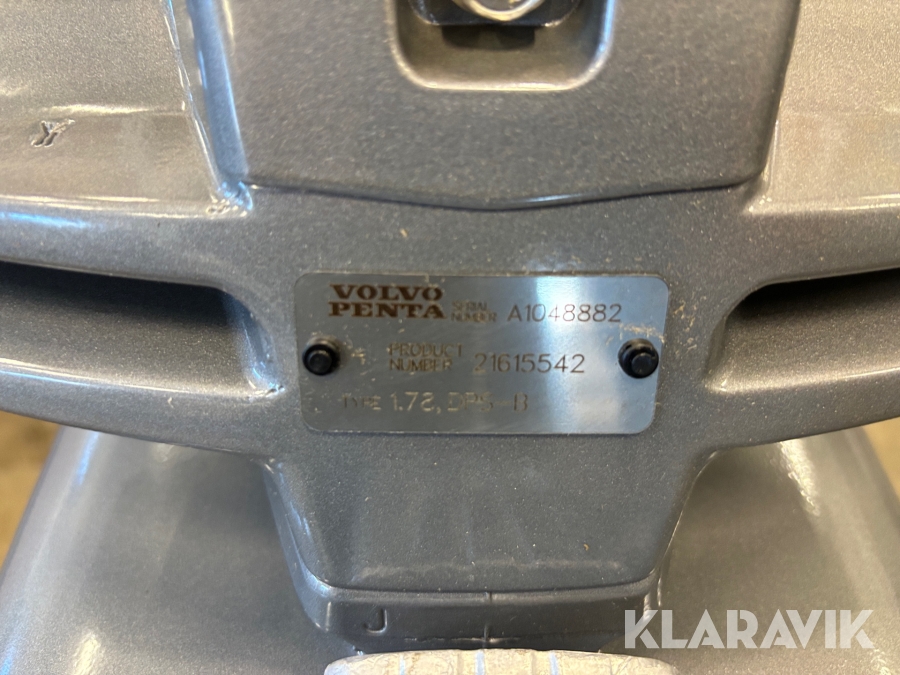 VOLVO
PENTA SERIAL NUMBER A1048882
PRODUCT
NUMBER 21615542
TYPE 1.78, DPS-B
J
KLARAVIK